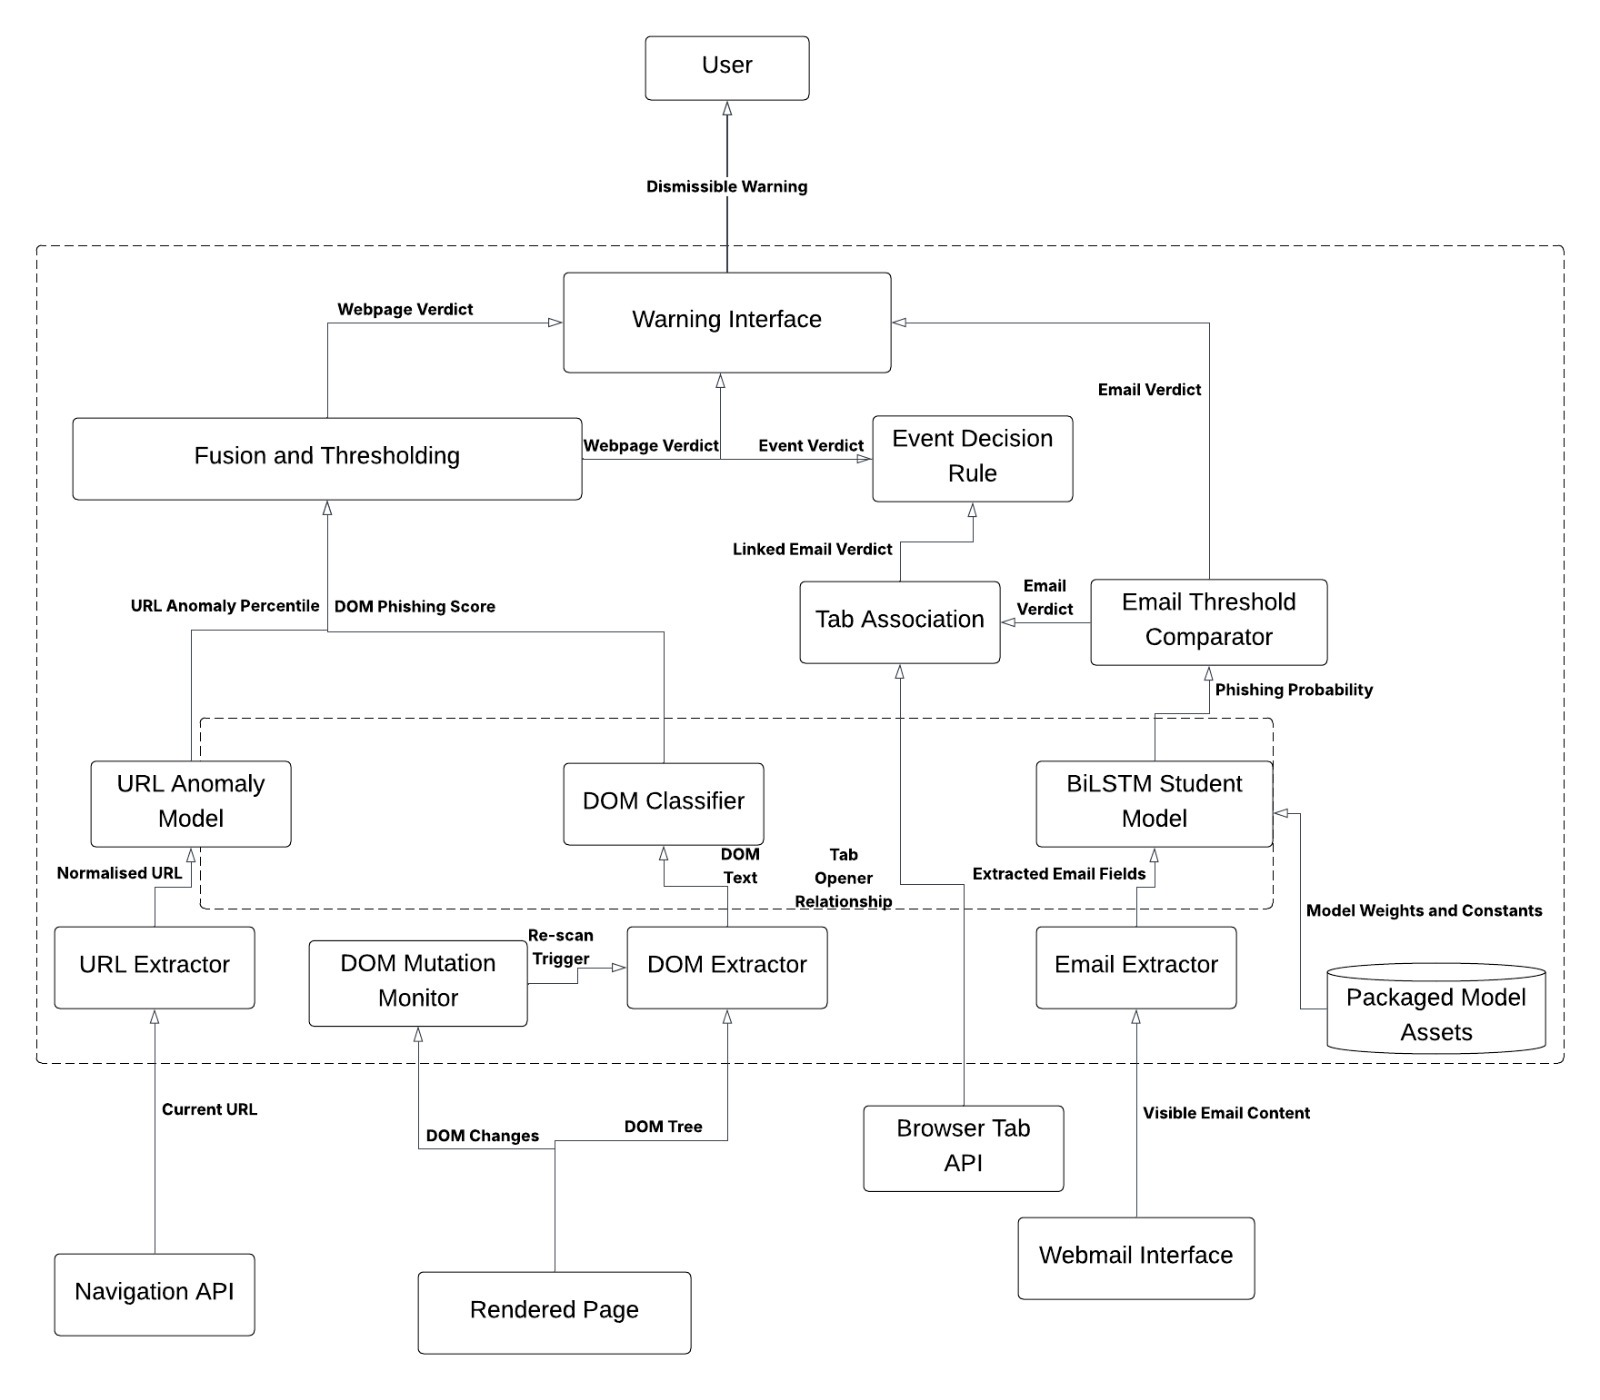 User
Dismissible Warning
Webpage Verdict
Warning Interface
Email Verdict
Fusion and Thresholding
Webpage Verdict
Event Verdict
Event Decision
Rule
Linked Email Verdict
URL Anomaly Percentile
DOM Phishing Score
Tab Association
Email
Verdict
Email Threshold
Comparator
Phishing Probability
URL Anomaly
Model
DOM Classifier
BiLSTM Student
Model
Normalised URL
DOM
Text
Tab
Opener
Relationship
Extracted Email Fields
Model Weights and Constants
URL Extractor
DOM Mutation
Monitor
Re-scan
Trigger
DOM Extractor
Email Extractor
Packaged Model
Assets
Current URL
DOM Changes
DOM Tree
Browser Tab
API
Visible Email Content
Navigation API
Rendered Page
Webmail Interface